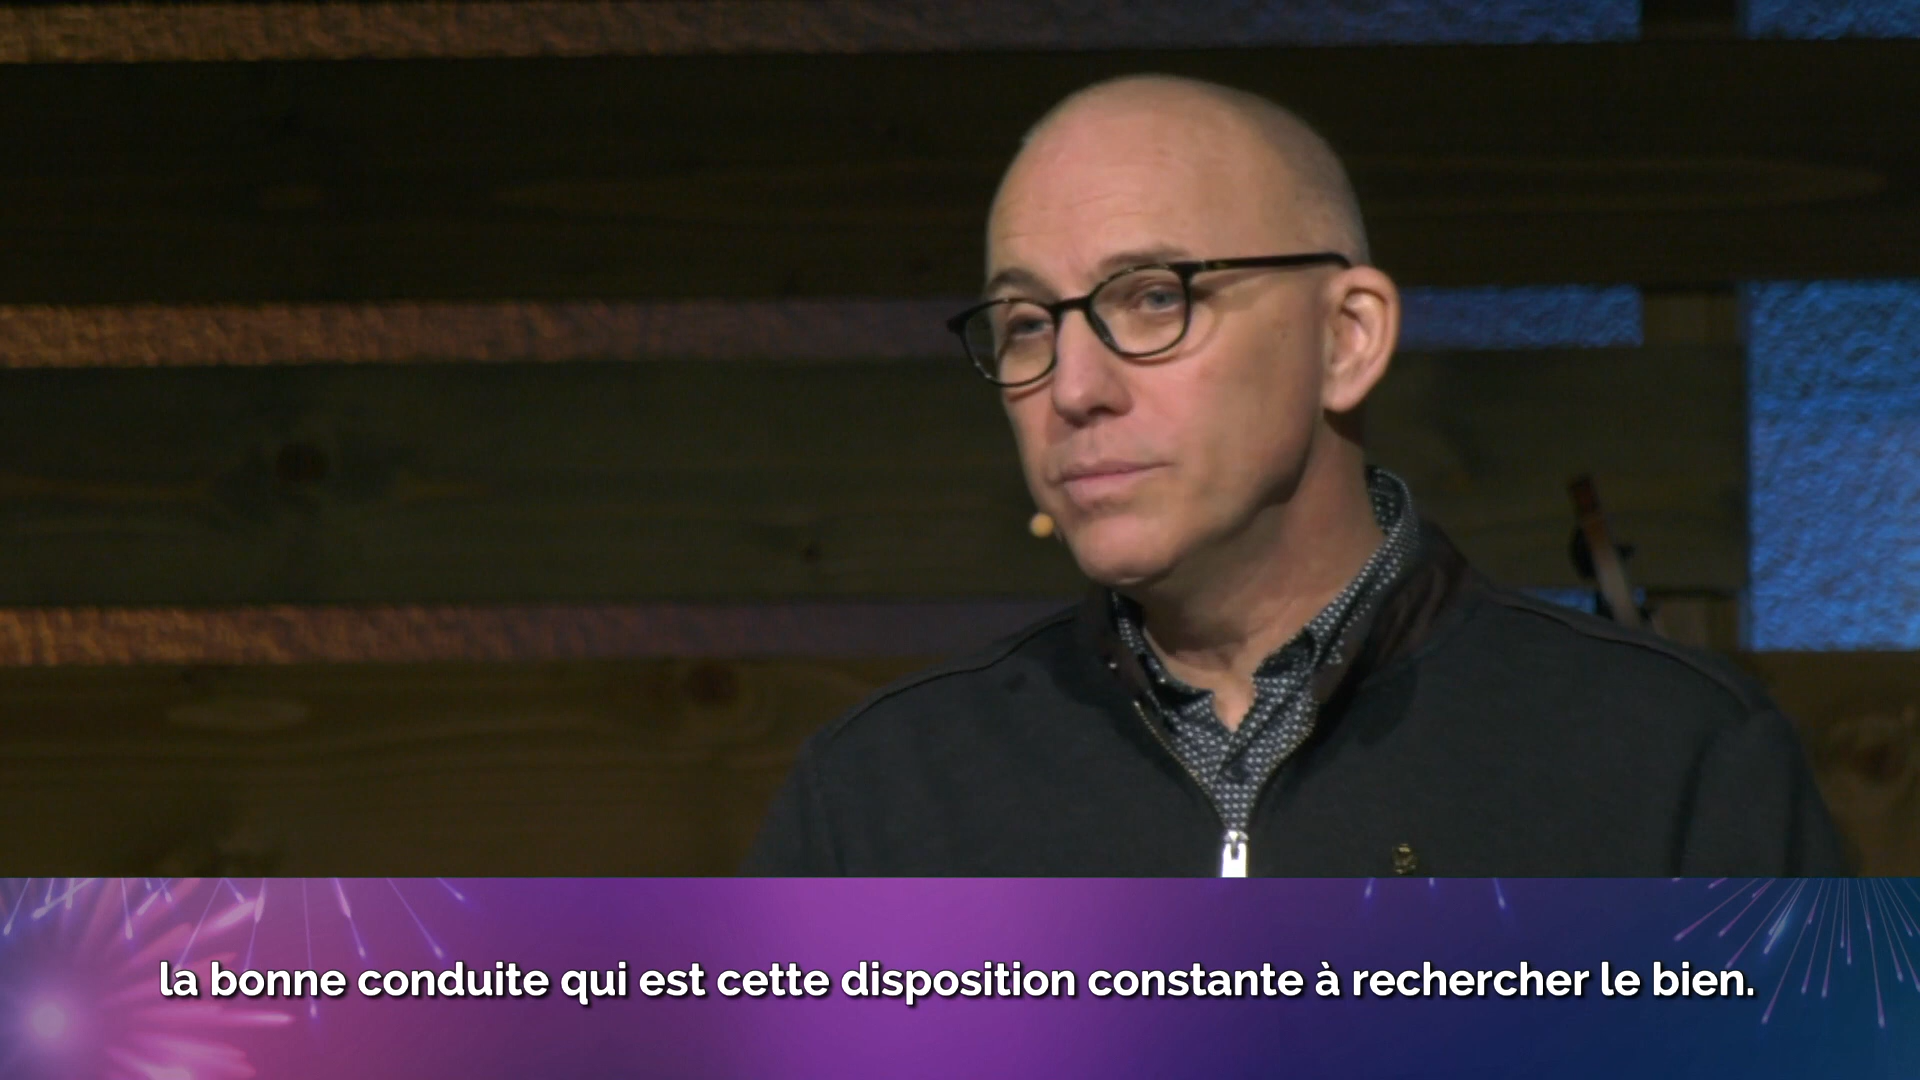 la bonne conduite qui est cette disposition constante à rechercher le bien.